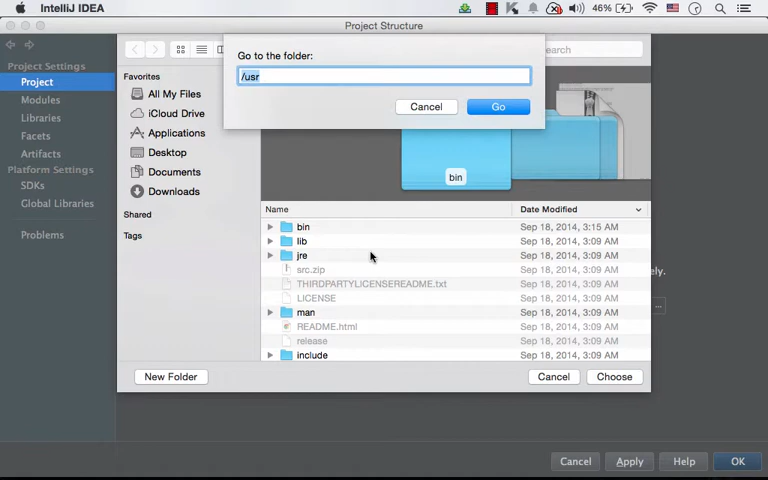 IntelliJ IDEA
46%
Project Structure
Project Settings
Project
Modules
Libraries
Facets
Artifacts
Platform Settings
SDKs
Global Libraries
Problems
Go to the folder:
/usr
Cancel
Go
earch
Favorites
All My Files
iCloud Drive
Applications
Desktop
Documents
Downloads
Shared
Tags
bin
Name Date Modified
bin Sep 18, 2014, 3:15 AM
lib Sep 18, 2014, 3:09 AM
jre Sep 18, 2014, 3:09 AM
src.zip Sep 18, 2014, 3:09 AM
THIRDPARTYLICENSEREADME.txt Sep 18, 2014, 3:09 AM
LICENSE Sep 18, 2014, 3:09 AM
man Sep 18, 2014, 3:09 AM
README.html Sep 18, 2014, 3:09 AM
release Sep 18, 2014, 3:09 AM
include Sep 18, 2014, 3:09 AM
ely.
...
New Folder
Cancel
Choose
Cancel
Apply
Help
OK